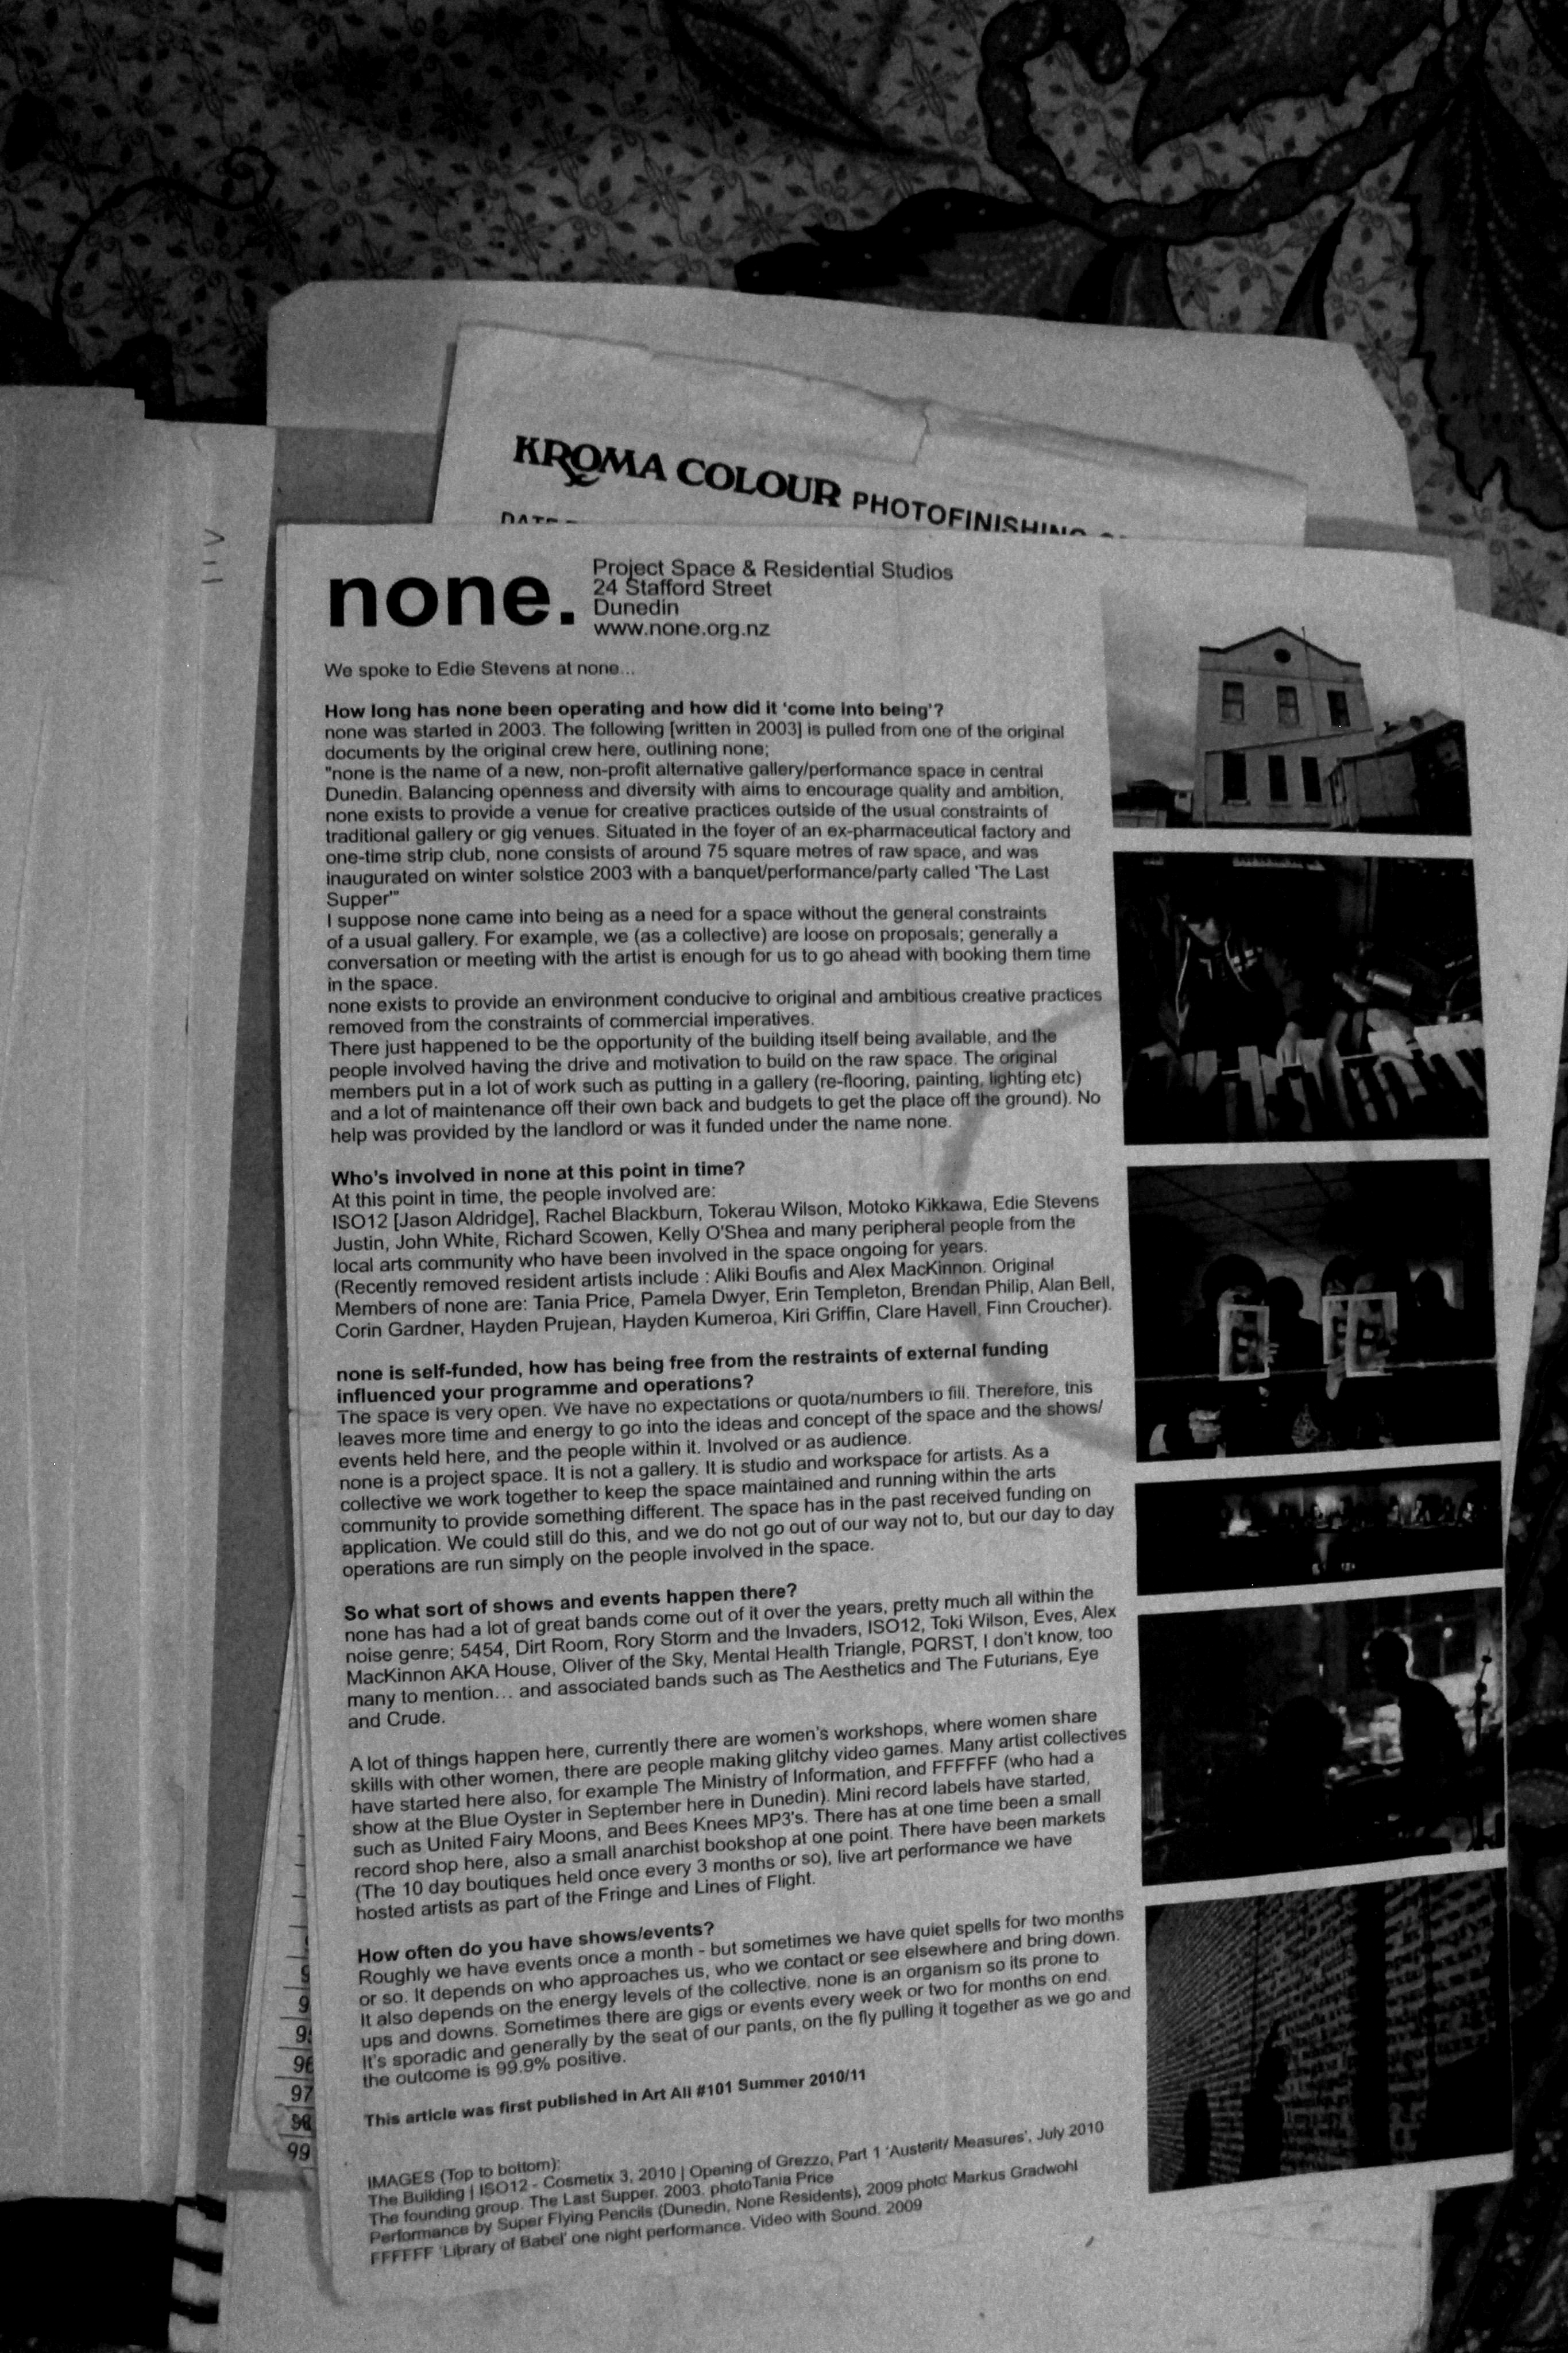 KROMA COLOUR PHOTOFINISHING
none.
Project Space & Residential Studios
24 Stafford Street
Dunedin
www.none.org.nz
We spoke to Edie Stevens at none...
How long has none been operating and how did it 'come into being'?
none was started in 2003. The following [written in 2003] is pulled from one of the original
documents by the original crew here, outlining none;
"none is the name of a new, non-profit alternative gallery/performance space in central
Dunedin. Balancing openness and diversity with aims to encourage quality and ambition,
none exists to provide a venue for creative practices outside of the usual constraints of
traditional gallery or gig venues. Situated in the foyer of an ex-pharmaceutical factory and
one-time strip club, none consists of around 75 square metres of raw space, and was
inaugurated on winter solstice 2003 with a banquet/performance/party called 'The Last
Supper'"
I suppose none came into being as a need for a space without the general constraints
of a usual gallery. For example, we (as a collective) are loose on proposals; generally a
conversation or meeting with the artist is enough for us to go ahead with booking them time
in the space.
none exists to provide an environment conducive to original and ambitious creative practices
removed from the constraints of commercial imperatives.
There just happened to be the opportunity of the building itself being available, and the
people involved having the drive and motivation to build on the raw space. The original
members put in a lot of work such as putting in a gallery (re-flooring, painting, lighting etc)
and a lot of maintenance off their own back and budgets to get the place off the ground). No
help was provided by the landlord or was it funded under the name none.
Who's involved in none at this point in time?
At this point in time, the people involved are:
ISO12 [Jason Aldridge], Rachel Blackburn, Tokerau Wilson, Motoko Kikkawa, Edie Stevens
Justin, John White, Richard Scowen, Kelly O'Shea and many peripheral people from the
local arts community who have been involved in the space ongoing for years.
(Recently removed resident artists include : Aliki Boufis and Alex MacKinnon. Original
Members of none are: Tania Price, Pamela Dwyer, Erin Templeton, Brendan Philip, Alan Bell,
Corin Gardner, Hayden Prujean, Hayden Kumeroa, Kiri Griffin, Clare Havell, Finn Croucher).
none is self-funded, how has being free from the restraints of external funding
influenced your programme and operations?
The space is very open. We have no expectations or quota/numbers to fill. Therefore, this
leaves more time and energy to go into the ideas and concept of the space and the shows/
events held here, and the people within it. Involved or as audience.
none is a project space. It is not a gallery. It is studio and workspace for artists. As a
collective we work together to keep the space maintained and running within the arts
community to provide something different. The space has in the past received funding on
application. We could still do this, and we do not go out of our way not to, but our day to day
operations are run simply on the people involved in the space.
So what sort of shows and events happen there?
none has had a lot of great bands come out of it over the years, pretty much all within the
noise genre; 5454, Dirt Room, Rory Storm and the Invaders, ISO12, Toki Wilson, Eves, Alex
MacKinnon AKA House, Oliver of the Sky, Mental Health Triangle, PQRST, I don't know, too
many to mention... and associated bands such as The Aesthetics and The Futurians, Eye
and Crude.
A lot of things happen here, currently there are women's workshops, where women share
skills with other women, there are people making glitchy video games. Many artist collectives
have started here also, for example The Ministry of Information, and FFFFFF (who had a
show at the Blue Oyster in September here in Dunedin). Mini record labels have started,
such as United Fairy Moons, and Bees Knees MP3's. There has at one time been a small
record shop here, also a small anarchist bookshop at one point. There have been markets
(The 10 day boutiques held once every 3 months or so), live art performance we have
hosted artists as part of the Fringe and Lines of Flight.
How often do you have shows/events?
Roughly we have events once a month - but sometimes we have quiet spells for two months
or so. It depends on who approaches us, who we contact or see elsewhere and bring down.
It also depends on the energy levels of the collective. none is an organism so its prone to
ups and downs. Sometimes there are gigs or events every week or two for months on end.
It's sporadic and generally by the seat of our pants, on the fly pulling it together as we go and
the outcome is 99.9% positive.
This article was first published in Art All #101 Summer 2010/11
IMAGES (Top to bottom):
The Building | ISO12 - Cosmetix 3, 2010 | Opening of Grezzo, Part 1 'Austerity Measures', July 2010
The founding group. The Last Supper. 2003. photoTania Price
Performance by Super Flying Pencils (Dunedin, None Residents), 2009 photo: Markus Gradwohl
FFFFFF 'Library of Babel' one night performance. Video with Sound. 2009
96
97
98
99